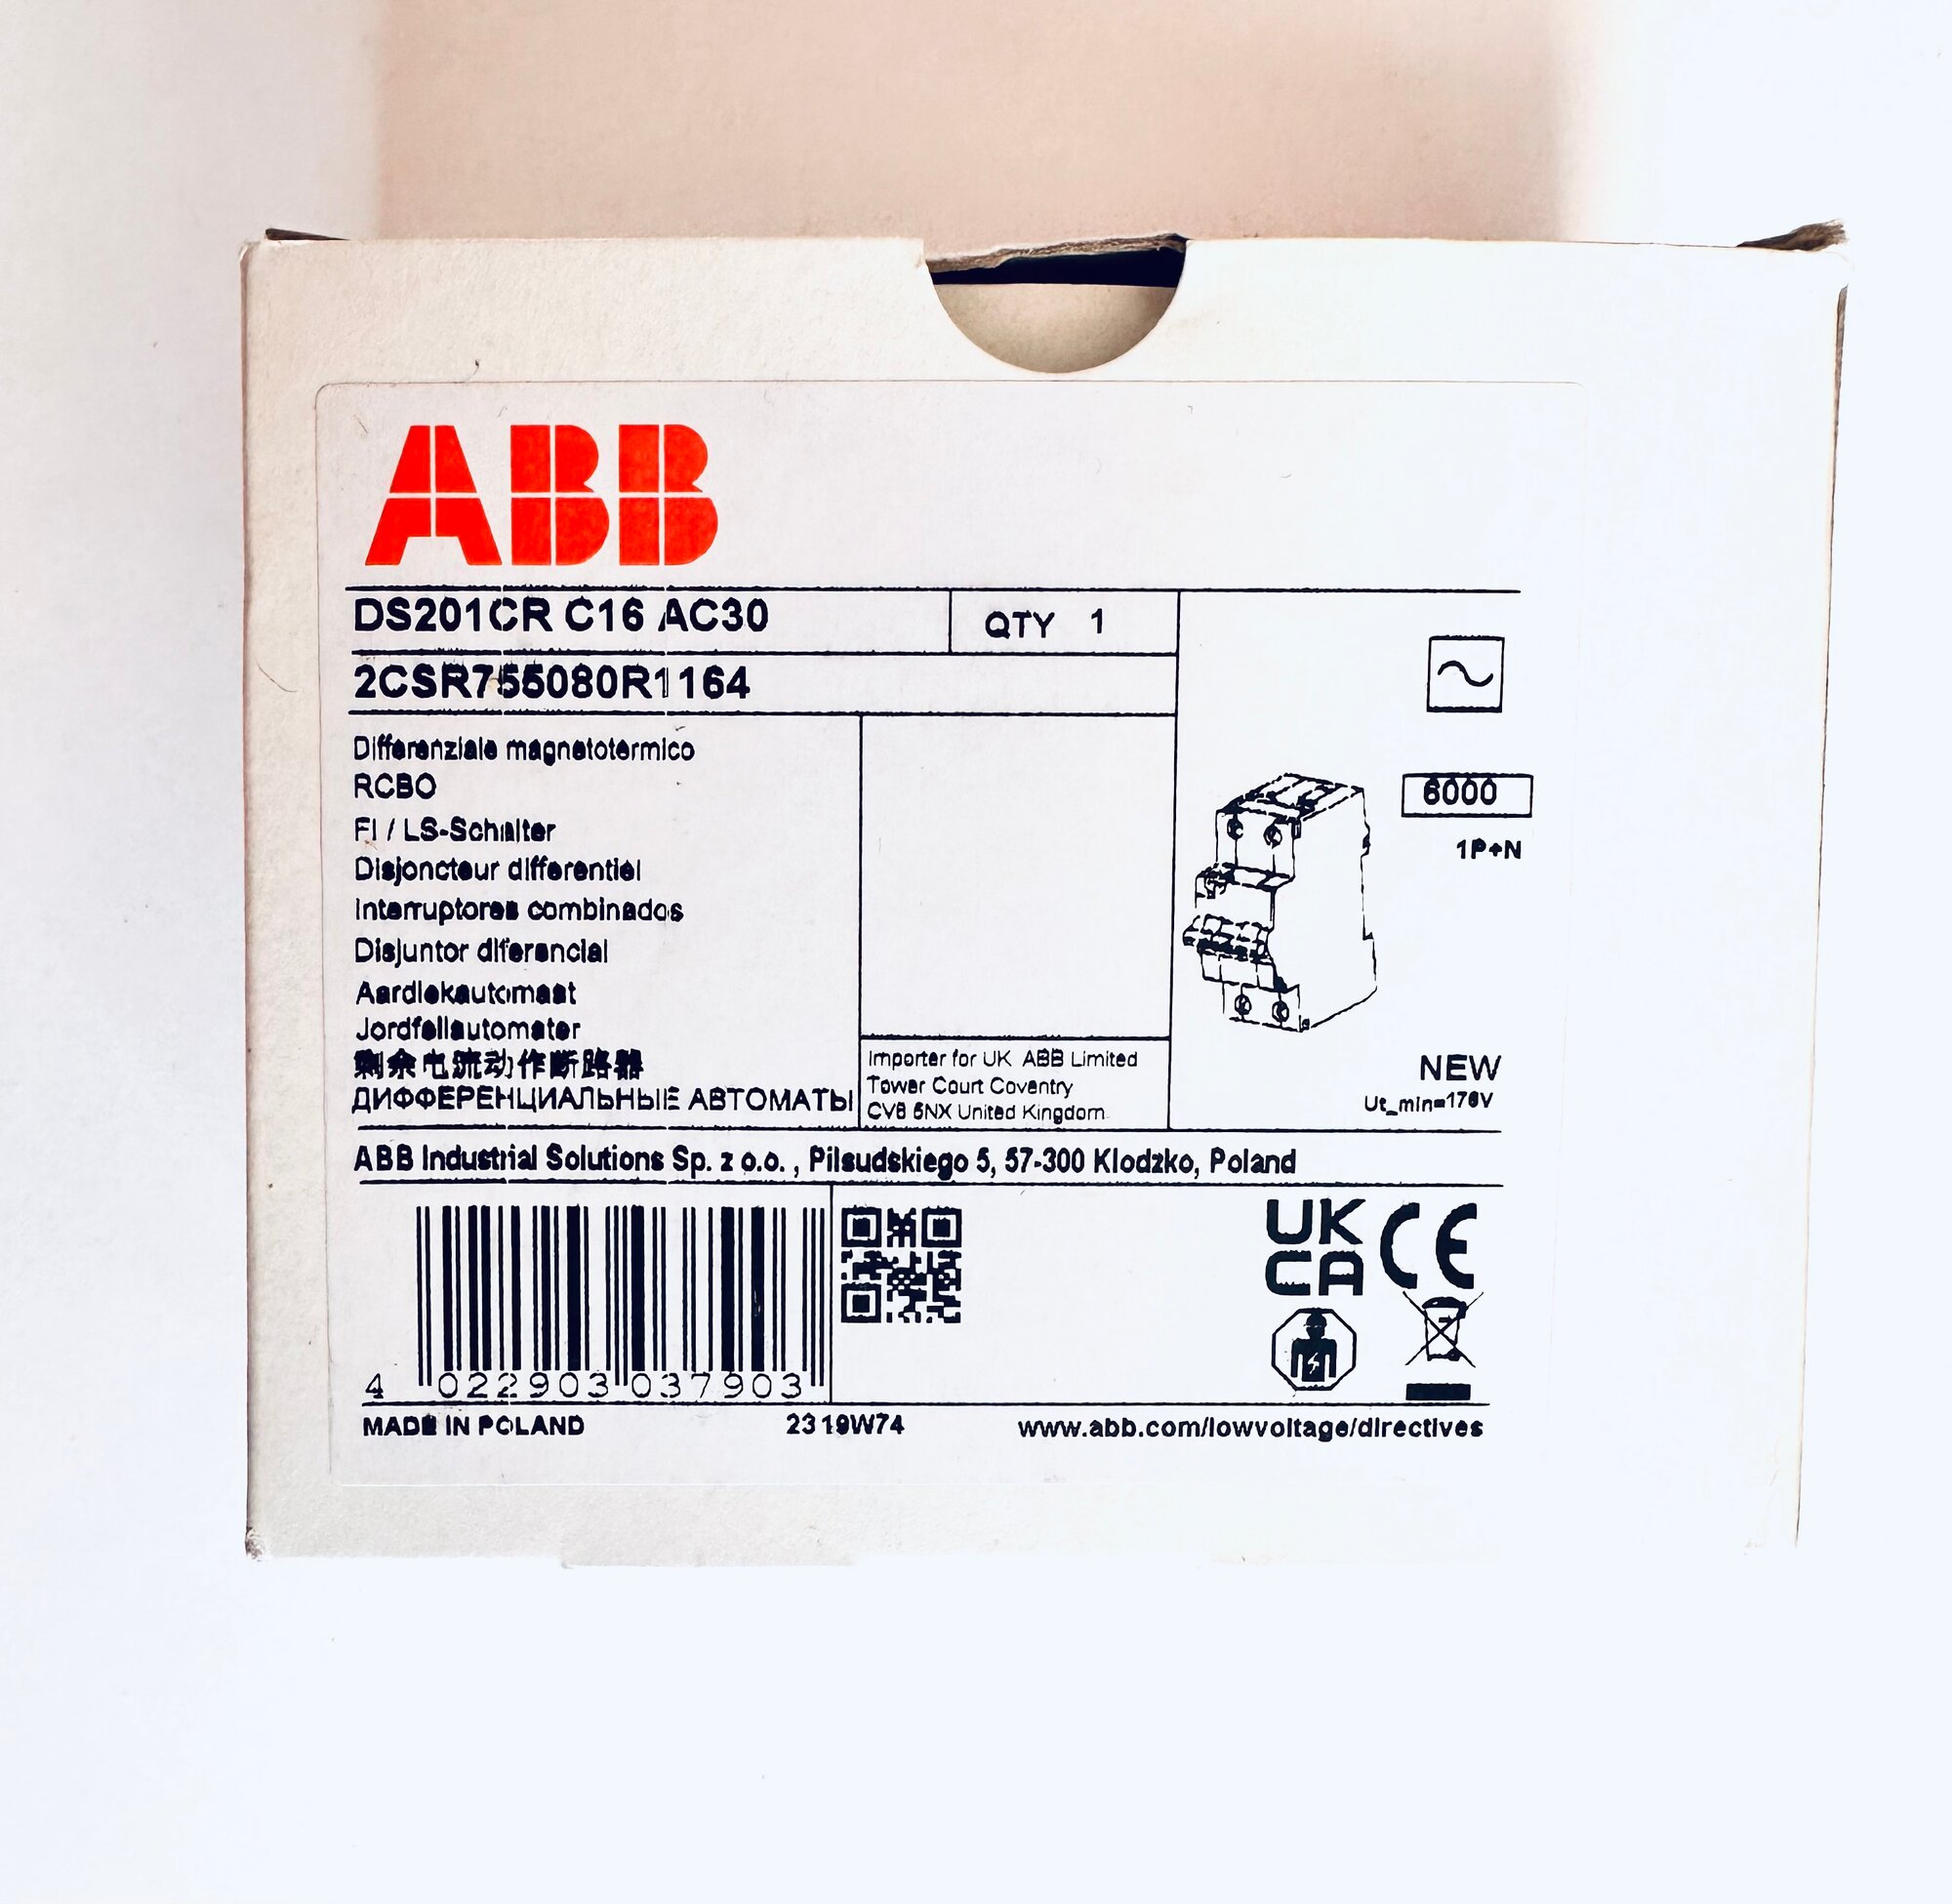 ABB
DS201CR C16 AC30
QTY 1
2CSR755080R1164
Differenziale magnetotermico
RCBO
FI / LS-Schalter
Disjoncteur differentiel
Interruptores combinados
Disjuntor diferencial
Aardlekautomaat
Jordfellautomater
剩余电流动作断路器
ДИФФЕРЕНЦИАЛЬНЫЕ АВТОМАТЫ
6000
1P+N
Importer for UK ABB Limited
Tower Court Coventry
CV6 6NX United Kingdom
NEW
Ut_min=176V
ABB Industrial Solutions Sp. z o.o. , Pilsudskiego 5, 57-300 Klodzko, Poland
4 022903 037903
UK
CA CE
MADE IN POLAND 2319W74 www.abb.com/lowvoltage/directives